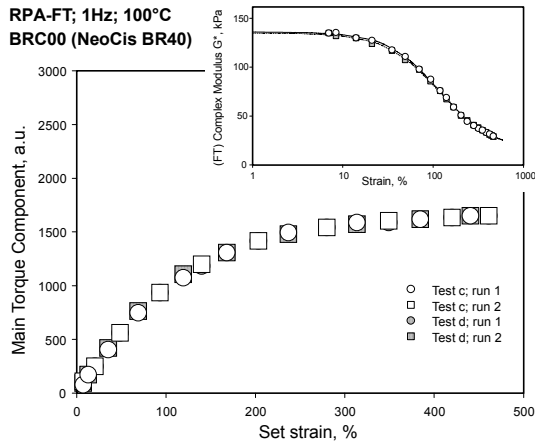 RPA-FT; 1Hz; 100°C
BRC00 (NeoCis BR40)
Main Torque Component, a.u.
3000
2500
2000
1500
1000
500
0
0 100 200 300 400 500
Set strain, %
(FT) Complex Modulus G*, kPa
150
100
50
0
1 10 100 1000
Strain, %
Test c; run 1
Test c; run 2
Test d; run 1
Test d; run 2